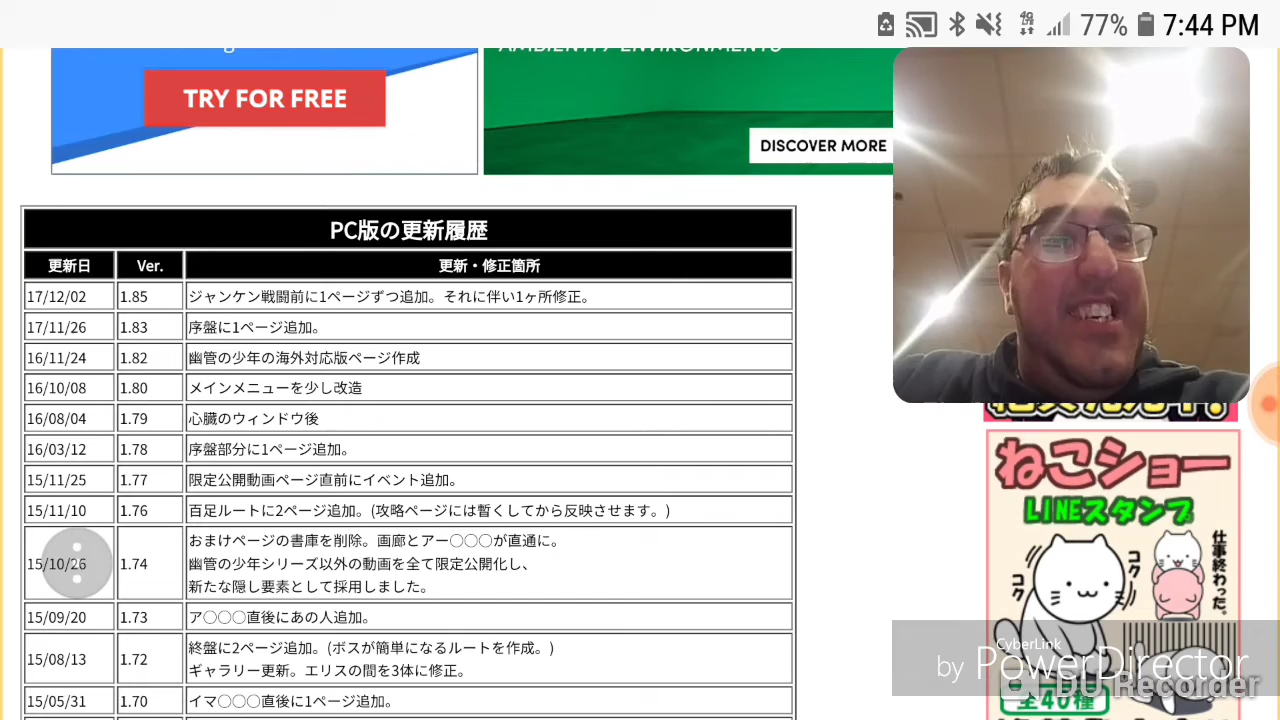 77% 7:44 PM
AMBIENTI / ENVIRONMENTS
TRY FOR FREE
DISCOVER MORE
PC版の更新履歴
更新日 Ver. 更新・修正箇所
17/12/02 1.85 ジャンケン戦闘前に1ページずつ追加。それに伴い1ヶ所修正。
17/11/26 1.83 序盤に1ページ追加。
16/11/24 1.82 幽管の少年の海外対応版ページ作成
16/10/08 1.80 メインメニューを少し改造
16/08/04 1.79 心臓のウィンドウ後
16/03/12 1.78 序盤部分に1ページ追加。
15/11/25 1.77 限定公開動画ページ直前にイベント追加。
15/11/10 1.76 百足ルートに2ページ追加。(攻略ページには暫くしてから反映させます。)
15/10/26 1.74 おまけページの書庫を削除。画廊とアー〇〇〇が直通に。
幽管の少年シリーズ以外の動画を全て限定公開化し、
新たな隠し要素として採用しました。
15/09/20 1.73 ア〇〇〇直後にあの人追加。
15/08/13 1.72 終盤に2ページ追加。(ボスが簡単になるルートを作成。)
ギャラリー更新。エリスの間を3体に修正。
15/05/31 1.70 イマ〇〇〇直後に1ページ追加。
ねこショー
LINEスタンプ
仕事終わった。
コク
コク
コク
CyberLink
by PowerDirector
DU Recorder
全40種